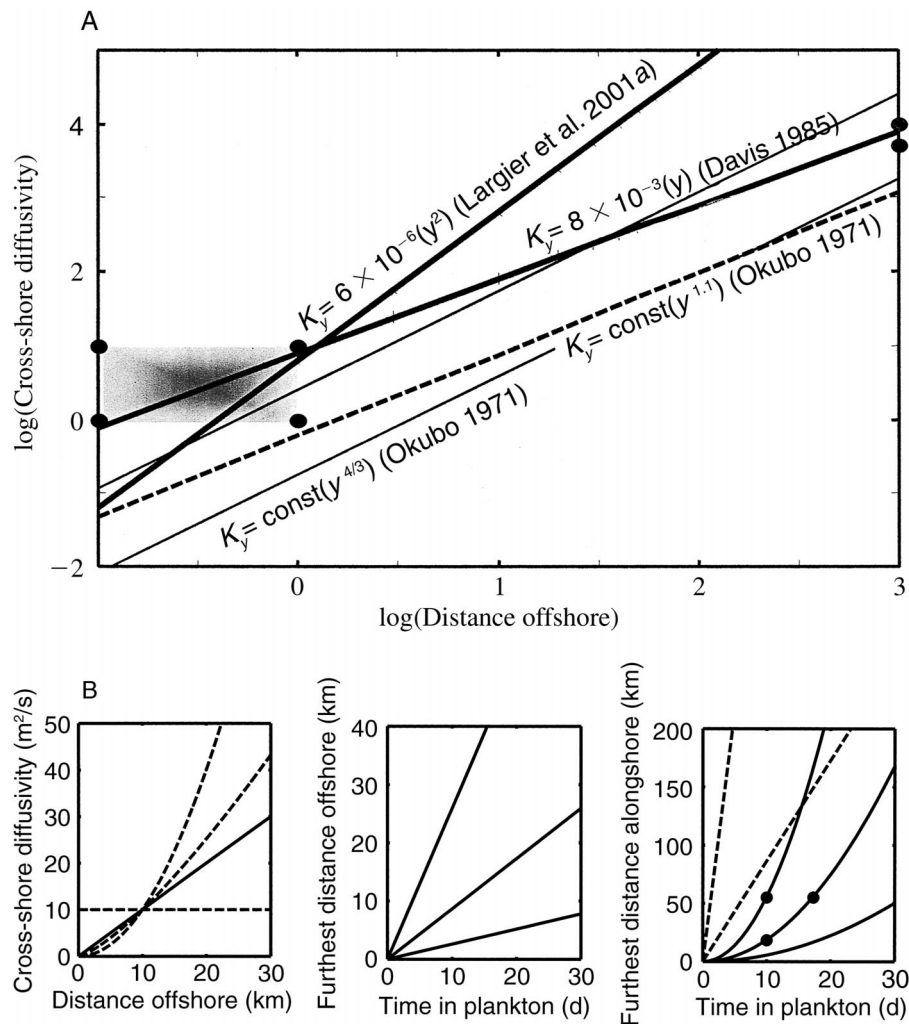 A
log(Cross-shore diffusivity)
4
2
0
−2
K_y= 6 × 10⁻⁶(y²) (Largier et al. 2001a)
K_y= 8 × 10⁻³(y) (Davis 1985)
K_y= const(y^1.1) (Okubo 1971)
K_y= const(y^4/3) (Okubo 1971)
0 1 2 3
log(Distance offshore)
B
Cross-shore diffusivity (m²/s)
50
40
30
20
10
0
0 10 20 30
Distance offshore (km)
Furthest distance offshore (km)
40
30
20
10
0
0 10 20 30
Time in plankton (d)
Furthest distance alongshore (km)
200
150
100
50
0
0 10 20 30
Time in plankton (d)